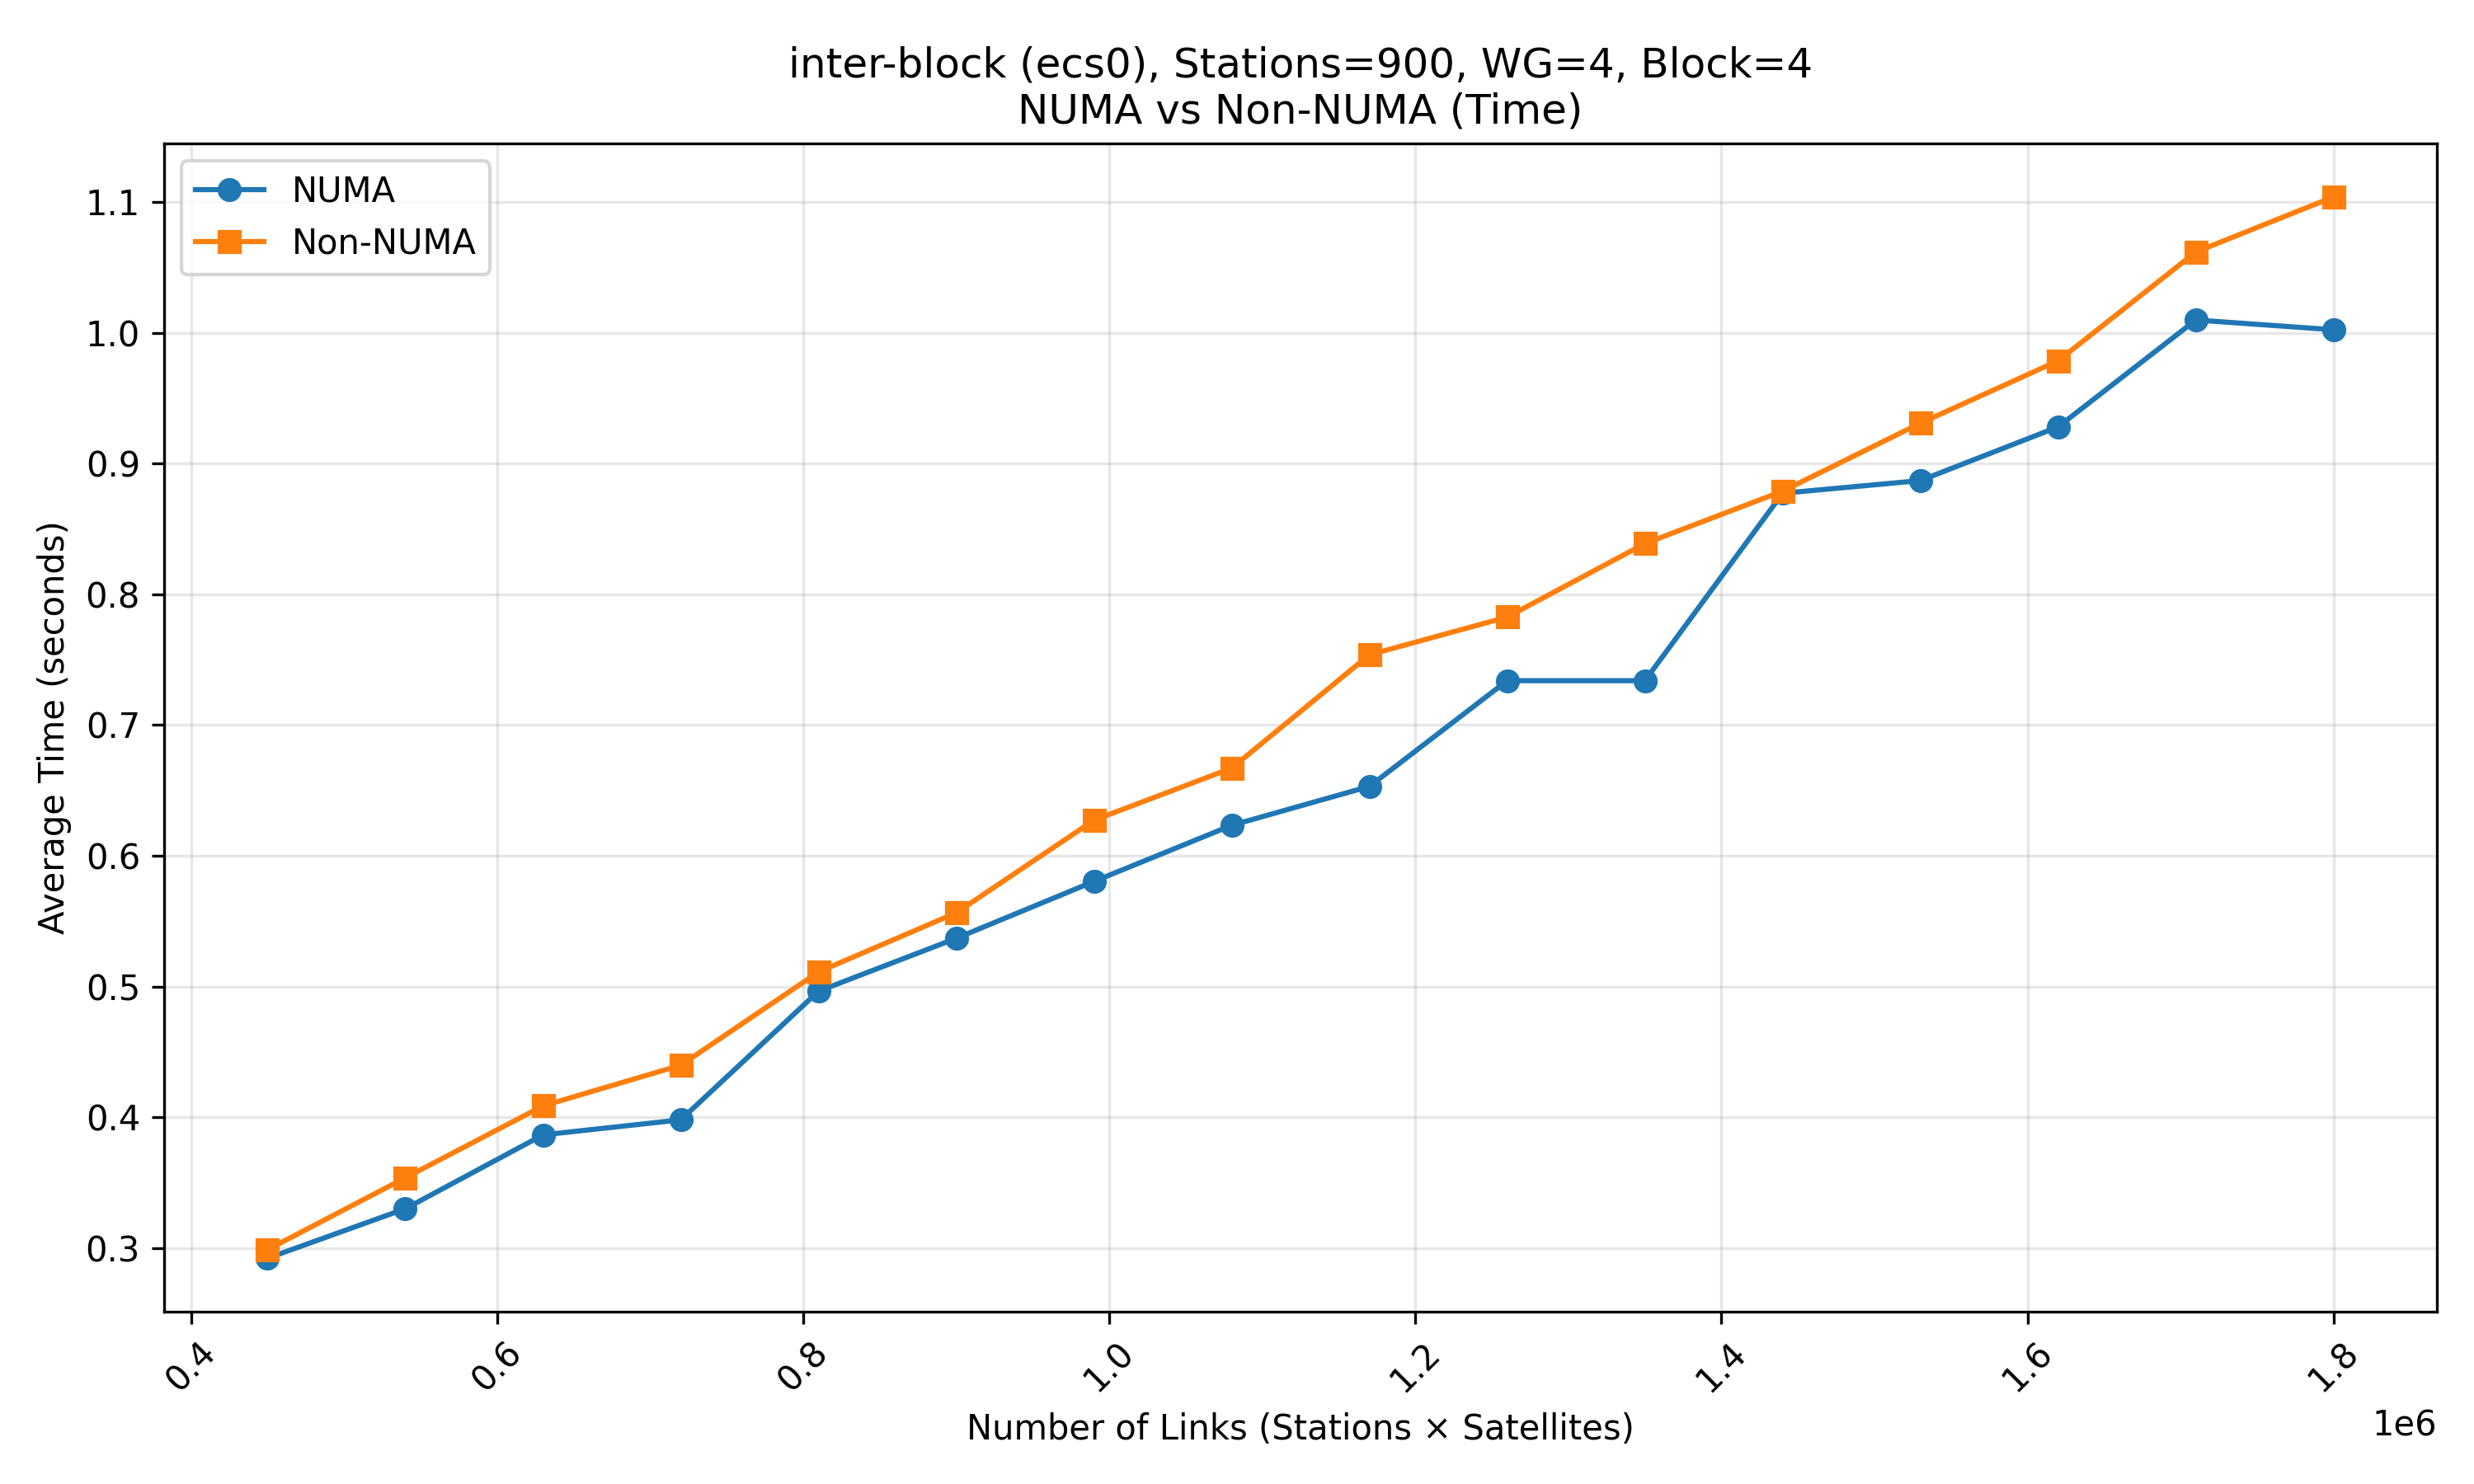 inter-block (ecs0), Stations=900, WG=4, Block=4
NUMA vs Non-NUMA (Time)
NUMA
Non-NUMA
1.1
1.0
0.9
0.8
0.7
0.6
0.5
0.4
0.3
Average Time (seconds)
0.4
0.6
0.8
1.0
1.2
1.4
1.6
1.8
1e6
Number of Links (Stations × Satellites)